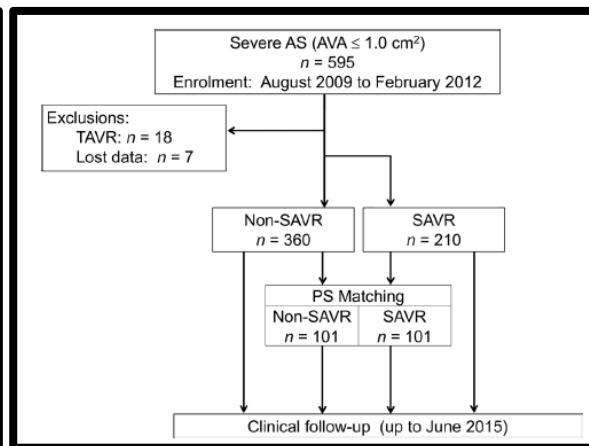 Severe AS (AVA ≤ 1.0 cm²)
n = 595
Enrolment: August 2009 to February 2012
Exclusions:
TAVR: n = 18
Lost data: n = 7
Non-SAVR
n = 360
SAVR
n = 210
PS Matching
Non-SAVR
n = 101
SAVR
n = 101
Clinical follow-up (up to June 2015)